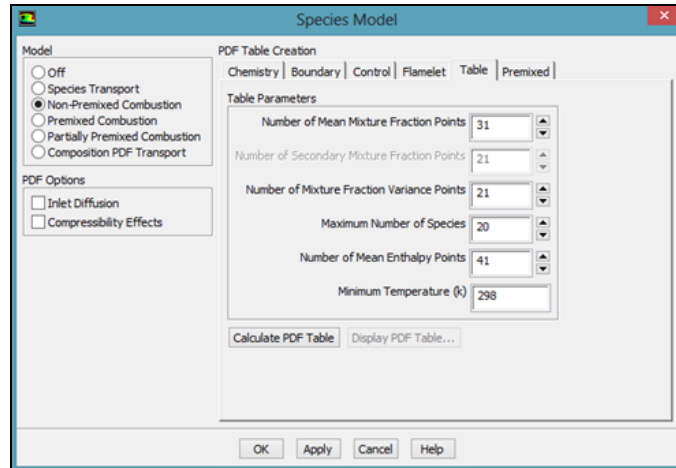 Species Model
Model
Off
Species Transport
Non-Premixed Combustion
Premixed Combustion
Partially Premixed Combustion
Composition PDF Transport
PDF Options
Inlet Diffusion
Compressibility Effects
PDF Table Creation
Chemistry Boundary Control Flamelet Table Premixed
Table Parameters
Number of Mean Mixture Fraction Points 31
Number of Secondary Mixture Fraction Points 21
Number of Mixture Fraction Variance Points 21
Maximum Number of Species 20
Number of Mean Enthalpy Points 41
Minimum Temperature (k) 298
Calculate PDF Table Display PDF Table...
OK Apply Cancel Help